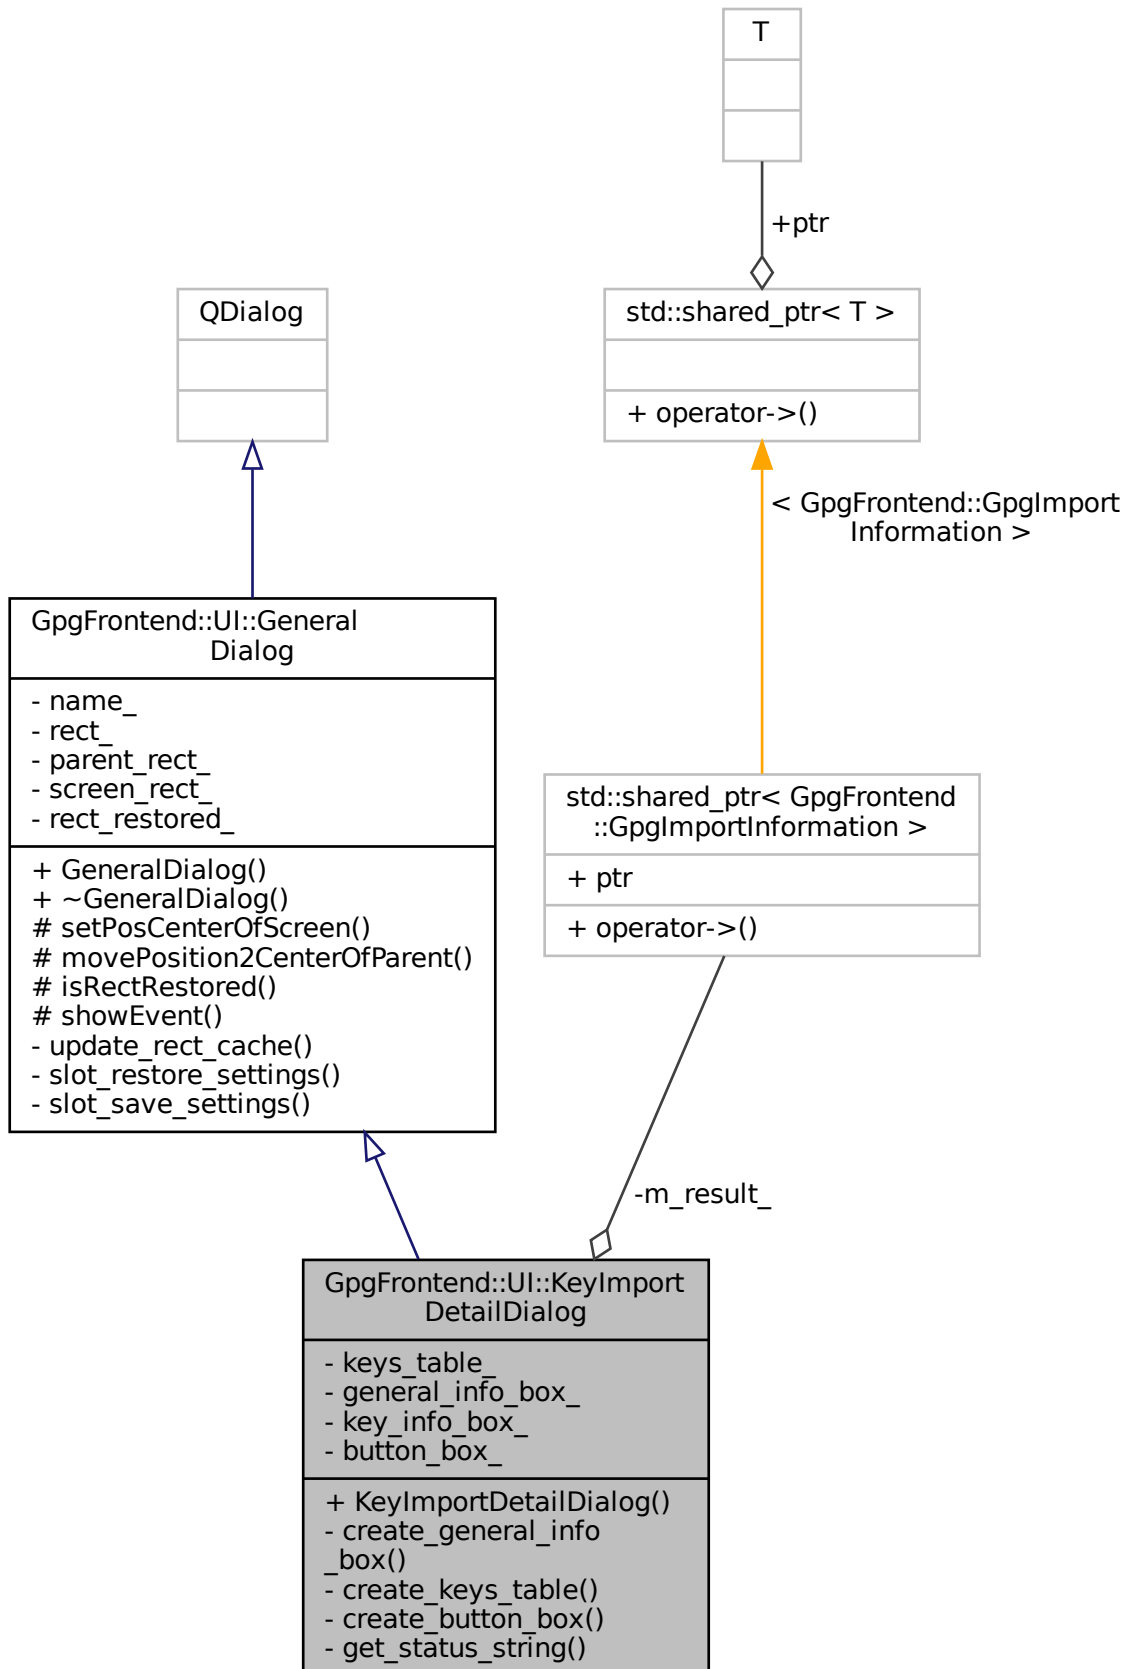 T
+ptr
QDialog
std::shared_ptr< T >
+ operator->()
< GpgFrontend::GpgImport
Information >
GpgFrontend::UI::General
Dialog
- name_
- rect_
- parent_rect_
- screen_rect_
- rect_restored_
+ GeneralDialog()
+ ~GeneralDialog()
# setPosCenterOfScreen()
# movePosition2CenterOfParent()
# isRectRestored()
# showEvent()
- update_rect_cache()
- slot_restore_settings()
- slot_save_settings()
std::shared_ptr< GpgFrontend
::GpgImportInformation >
+ ptr
+ operator->()
-m_result_
GpgFrontend::UI::KeyImport
DetailDialog
- keys_table_
- general_info_box_
- key_info_box_
- button_box_
+ KeyImportDetailDialog()
- create_general_info
_box()
- create_keys_table()
- create_button_box()
- get_status_string()